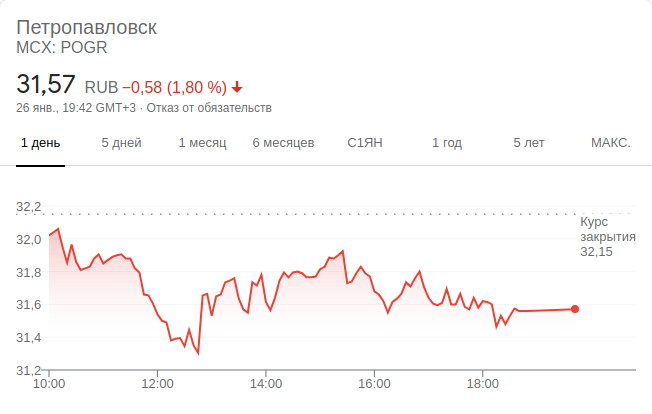 Петропавловск
MCX: POGR
31,57 RUB −0,58 (1,80 %)
26 янв., 19:42 GMT+3 · Отказ от обязательств
1 день 5 дней 1 месяц 6 месяцев С1ЯН 1 год 5 лет МАКС.
32,2
Курс
закрытия
32,15
32,0
31,8
31,6
31,4
31,2
10:00 12:00 14:00 16:00 18:00